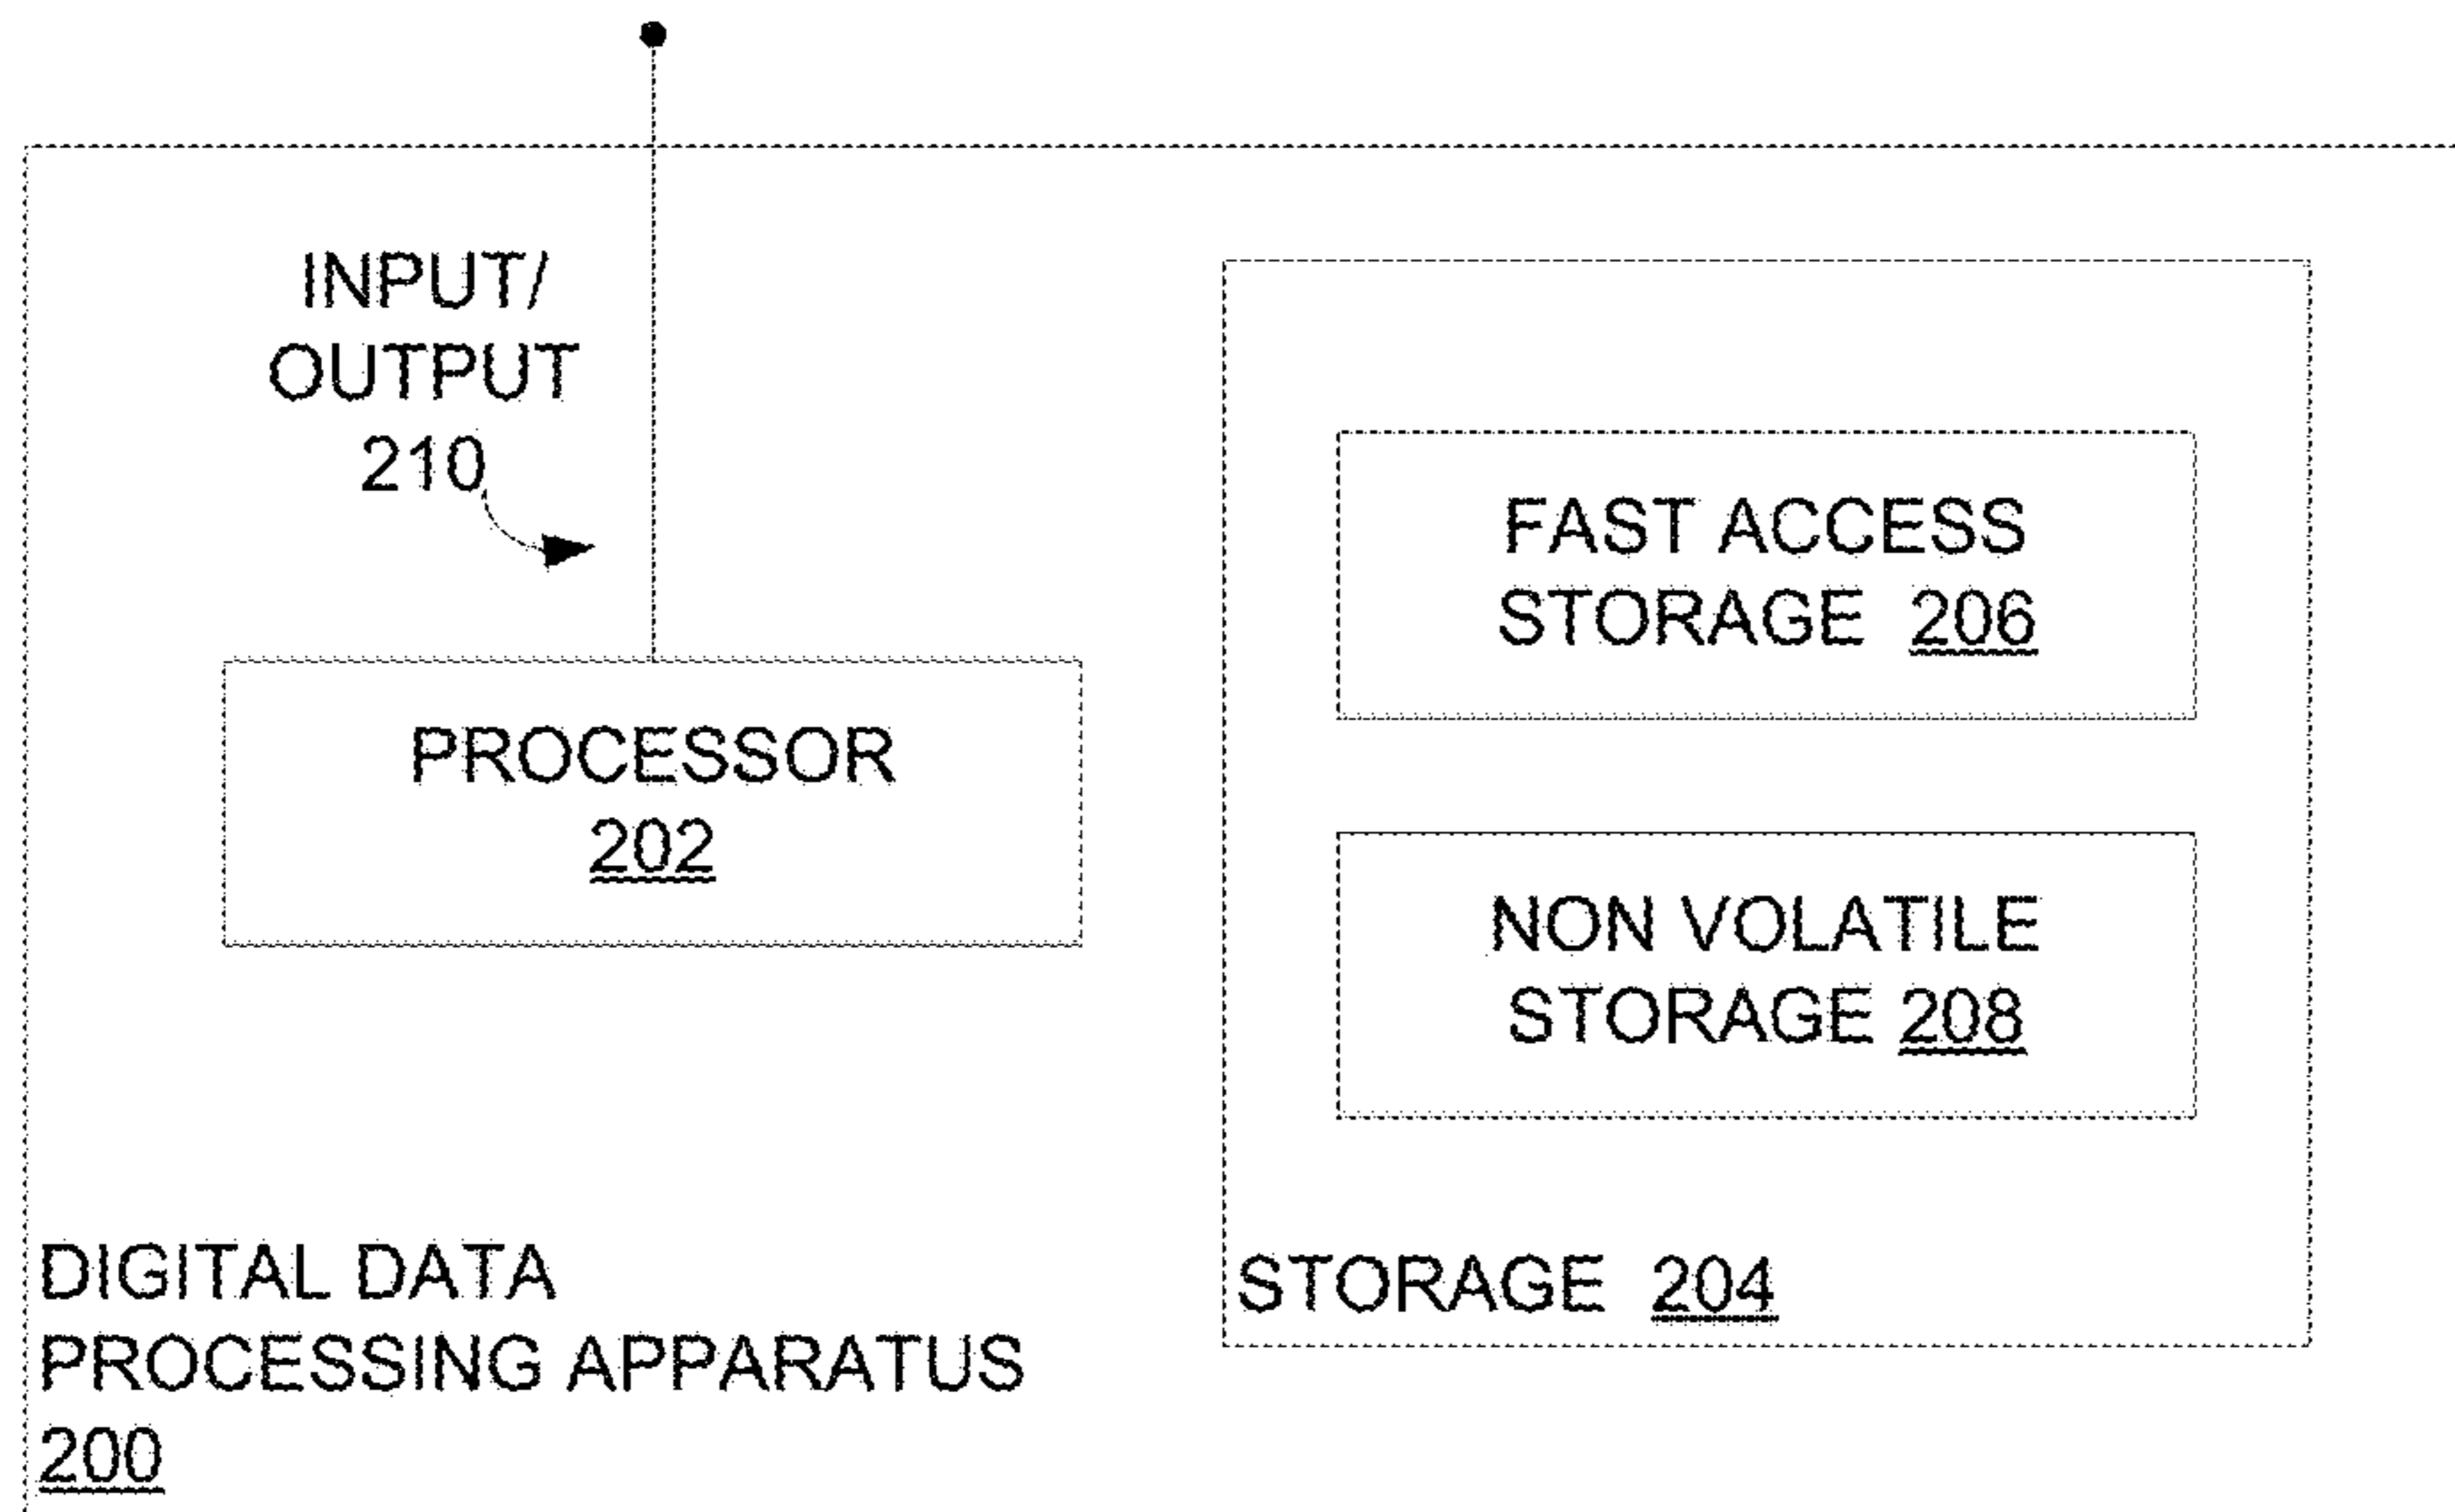 INPUT/
OUTPUT
210
PROCESSOR
202
FAST ACCESS
STORAGE 206
NON VOLATILE
STORAGE 208
STORAGE 204
DIGITAL DATA
PROCESSING APPARATUS
200